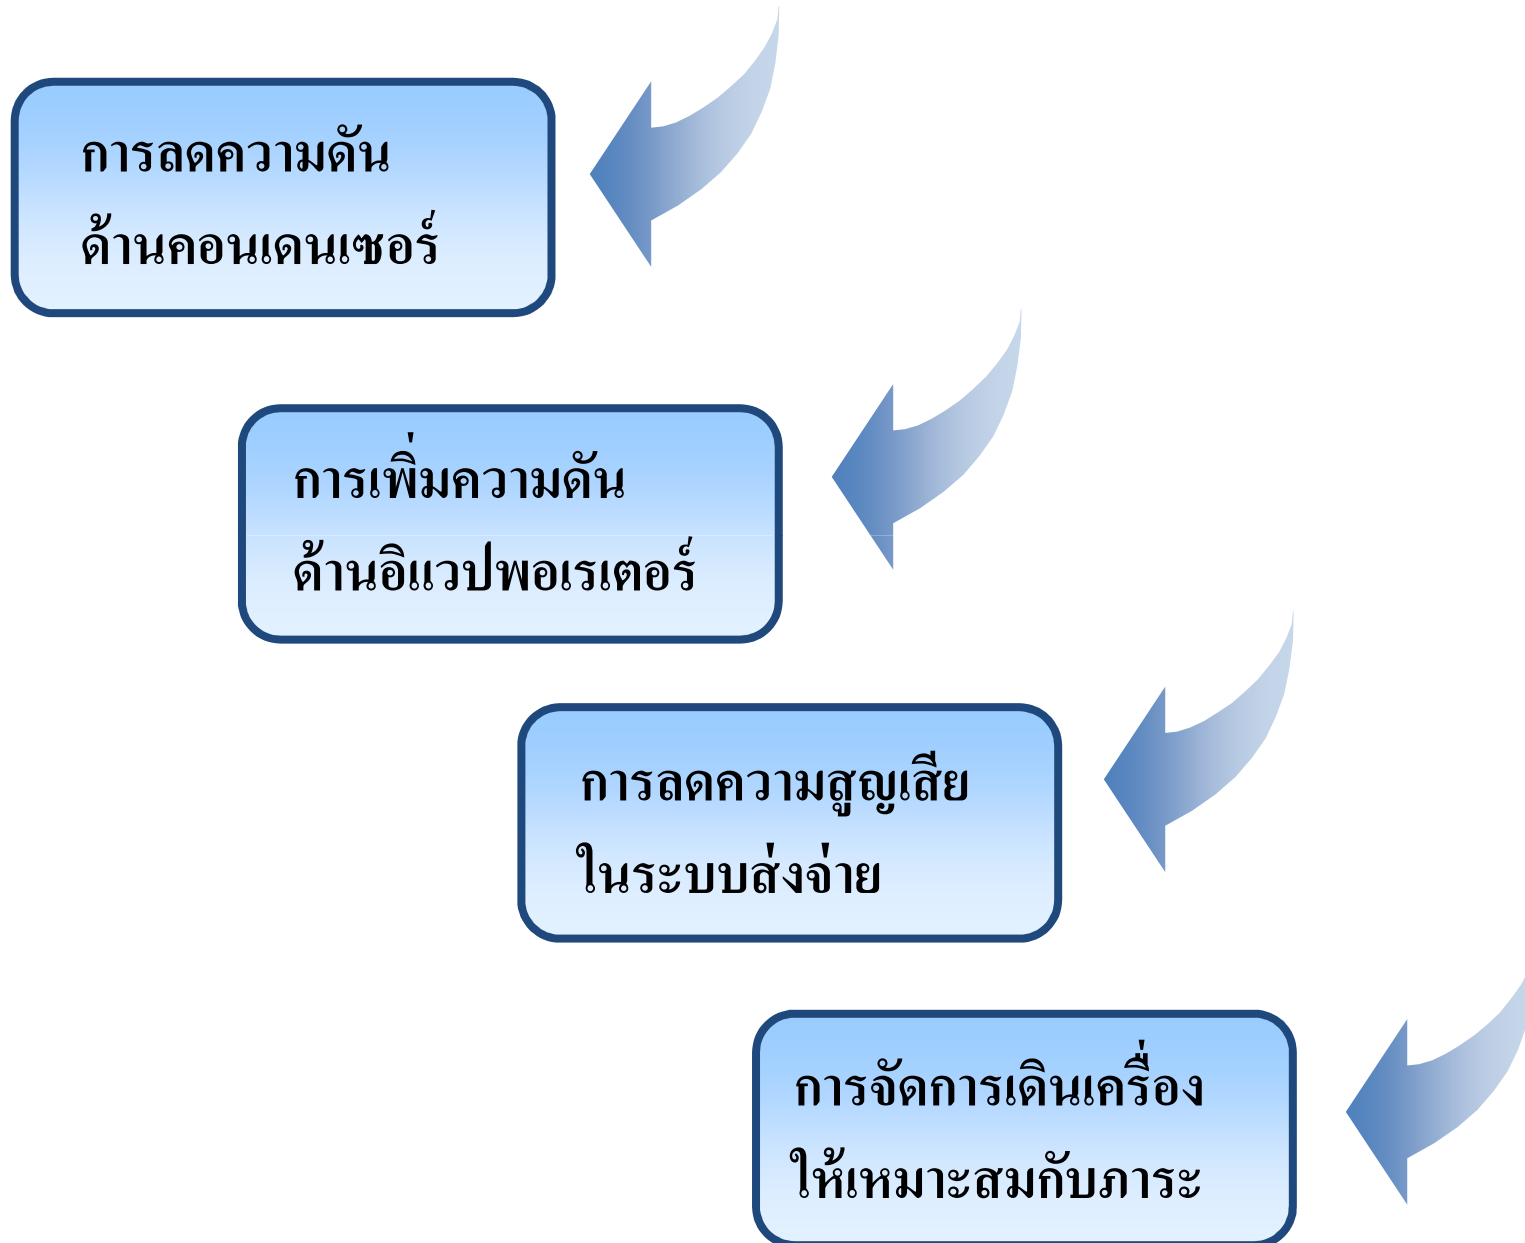 การลดความดัน
ด้านคอนเดนเซอร์
การเพิ่มความดัน
ด้านอิแวปพอเรเตอร์
การลดความสูญเสีย
ในระบบส่งจ่าย
การจัดการเดินเครื่อง
ให้เหมาะสมกับภาระ